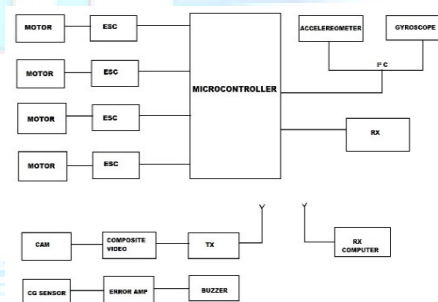 MOTOR ESC ACCELEREOMETER GYROSCOPE
I²C
MOTOR ESC
MICROCONTROLLER
MOTOR ESC RX
MOTOR ESC
CAM COMPOSITE VIDEO TX RX COMPUTER
CG SENSOR ERROR AMP BUZZER